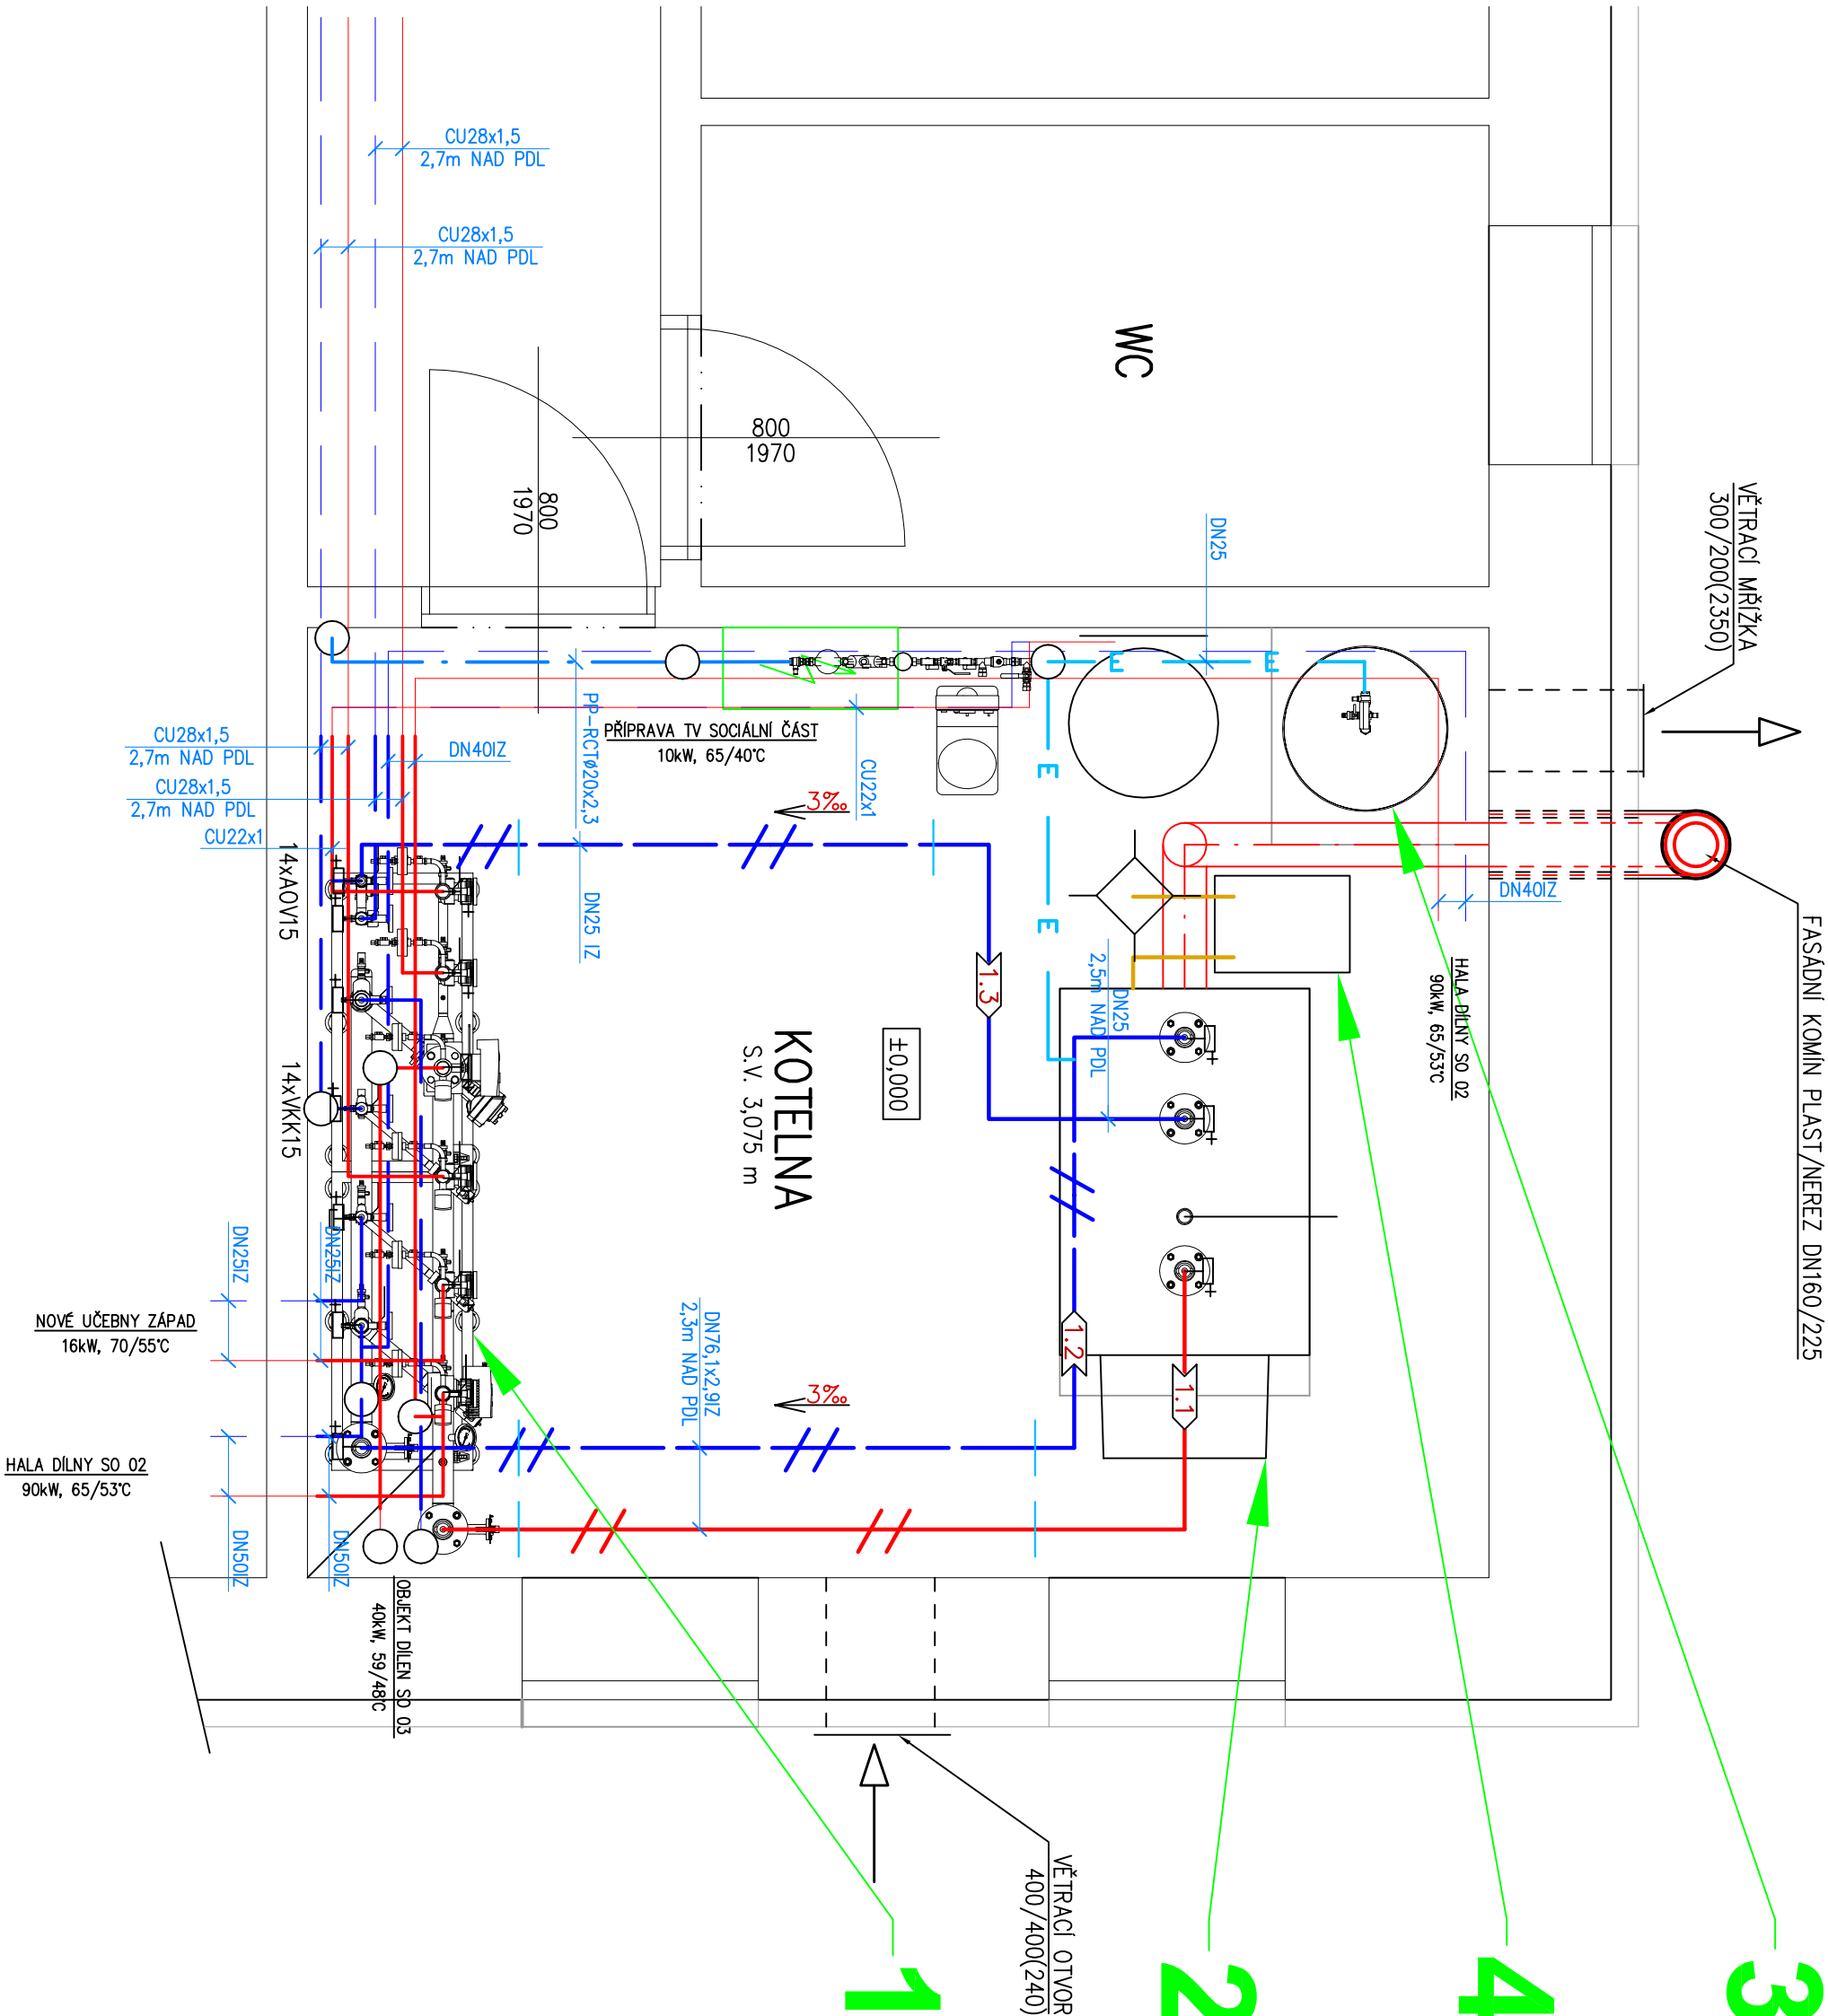 CU28x1,5
2,7m NAD PDL
CU28x1,5
2,7m NAD PDL
WC
800
1970
800
1970
DN25
VĚTRACÍ MŘÍŽKA
300/200(2350)
E
E
E
E
PP-RCTØ20x2,3
PŘÍPRAVA TV SOCIÁLNÍ ČÁST
10kW, 65/40°C
CU22x1
CU28x1,5
2,7m NAD PDL
CU28x1,5
2,7m NAD PDL
CU22x1
DN40IZ
3‰
14xAOV15
DN25 IZ
DN40IZ
FASÁDNÍ KOMÍN PLAST/NEREZ DN160/225
HALA DÍLNY SO 02
90kW, 65/53°C
1.3
DN25
2,5m NAD PDL
±0,000
KOTELNA
S.V. 3,075 m
14xVKK15
DN25IZ
DN25IZ
NOVÉ UČEBNY ZÁPAD
16kW, 70/55°C
DN76,1x2,9IZ
2,3m NAD PDL
3‰
1.2
1.1
HALA DÍLNY SO 02
90kW, 65/53°C
DN50IZ
DN50IZ
OBJEKT DÍLEN SO 03
40kW, 59/48°C
VĚTRACÍ OTVOR
400/400(240)
1
2
4
3